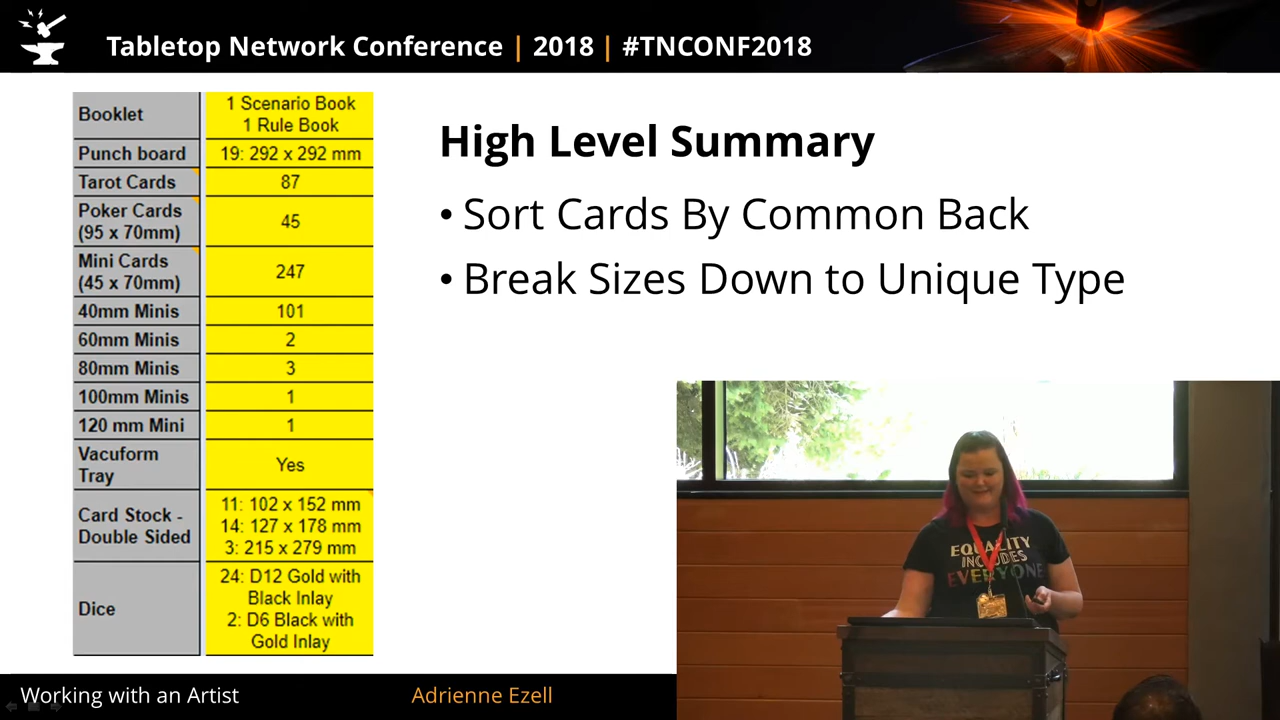 Tabletop Network Conference | 2018 | #TNCONF2018
Booklet
1 Scenario Book
1 Rule Book
Punch board
19: 292 x 292 mm
Tarot Cards
87
Poker Cards
(95 x 70mm)
45
Mini Cards
(45 x 70mm)
247
40mm Minis
101
60mm Minis
2
80mm Minis
3
100mm Minis
1
120 mm Mini
1
Vacuform
Tray
Yes
Card Stock -
Double Sided
11: 102 x 152 mm
14: 127 x 178 mm
3: 215 x 279 mm
Dice
24: D12 Gold with
Black Inlay
2: D6 Black with
Gold Inlay
High Level Summary
• Sort Cards By Common Back
• Break Sizes Down to Unique Type
EQUALITY
INCLUDES
EVERYONE
Working with an Artist
Adrienne Ezell